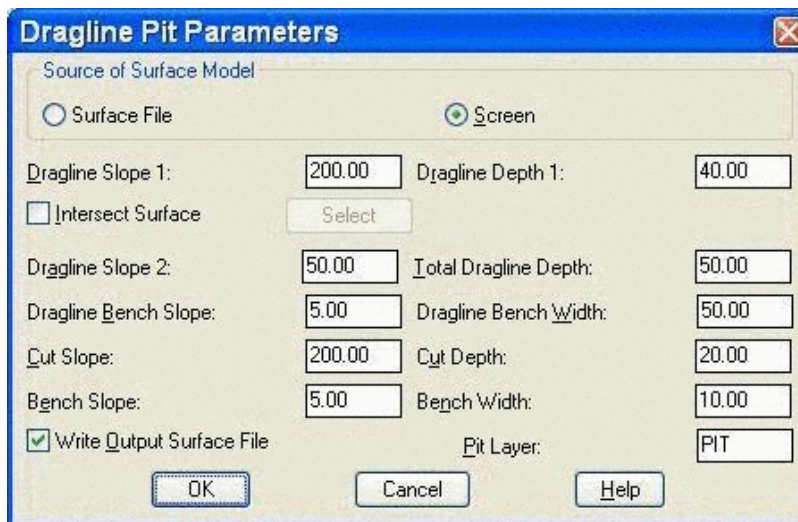 Dragline Pit Parameters
Source of Surface Model
Surface File Screen
Dragline Slope 1: 200.00 Dragline Depth 1: 40.00
Intersect Surface Select
Dragline Slope 2: 50.00 Total Dragline Depth: 50.00
Dragline Bench Slope: 5.00 Dragline Bench Width: 50.00
Cut Slope: 200.00 Cut Depth: 20.00
Bench Slope: 5.00 Bench Width: 10.00
Write Output Surface File Pit Layer: PIT
OK Cancel Help